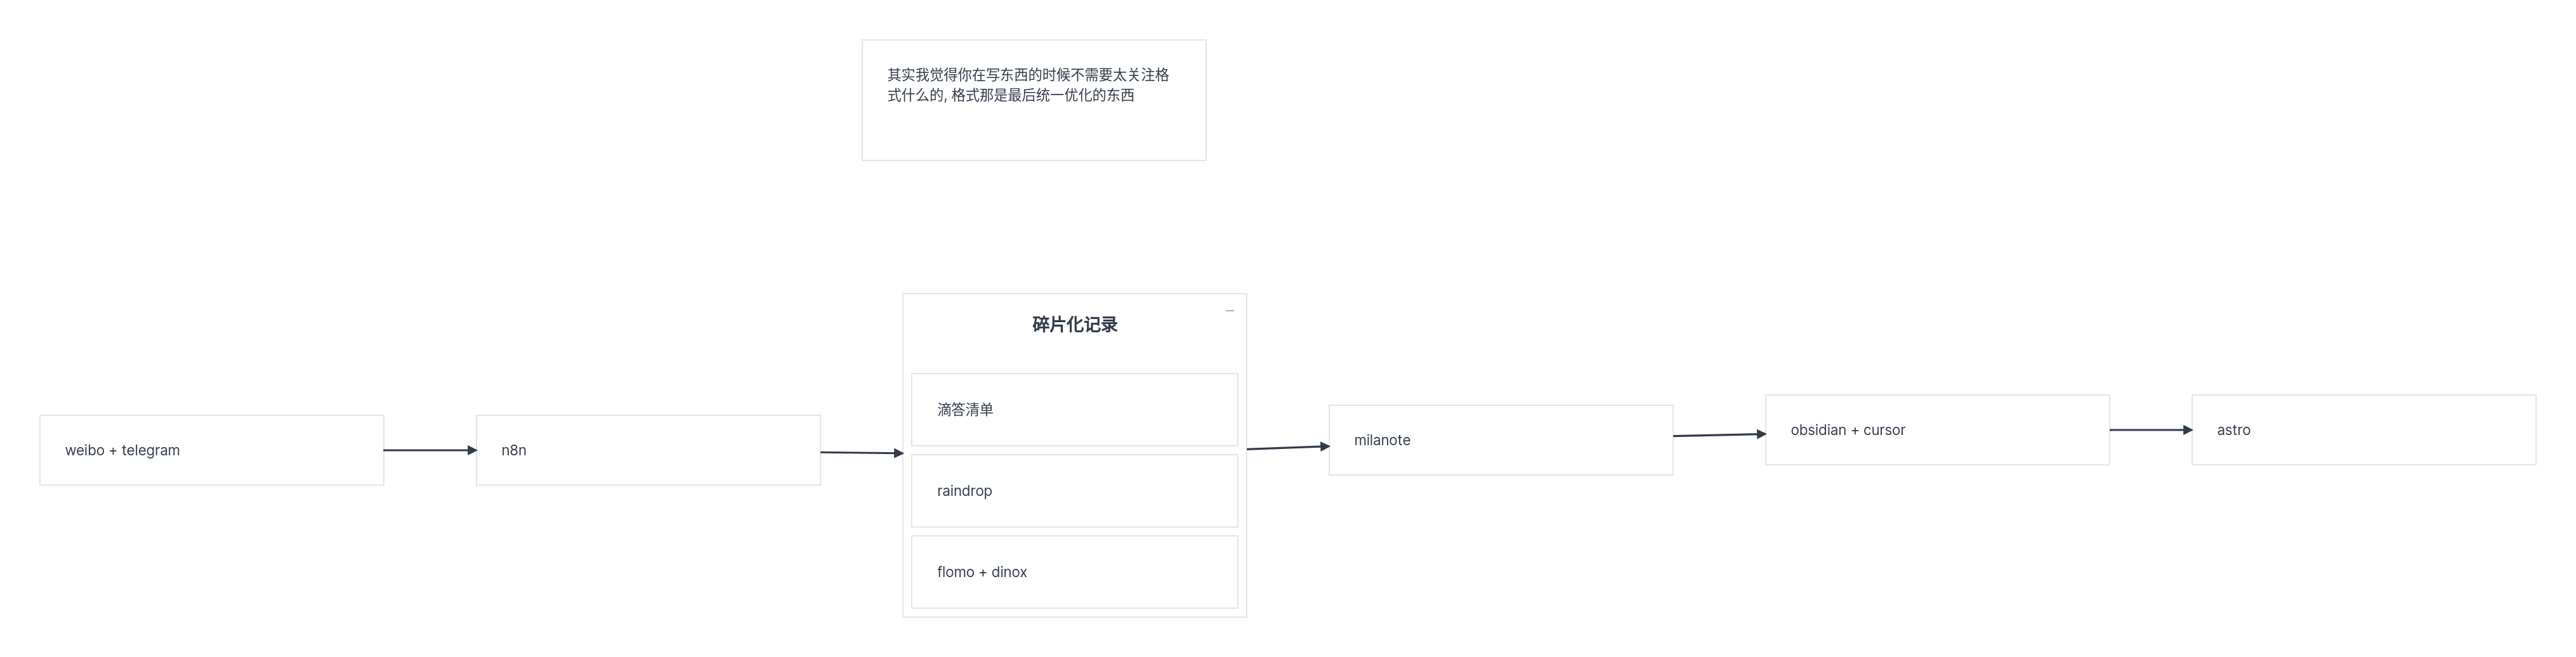 其实我觉得你在写东西的时候不需要太关注格
式什么的, 格式那是最后统一优化的东西
weibo + telegram
n8n
碎片化记录
滴答清单
raindrop
flomo + dinox
milanote
obsidian + cursor
astro